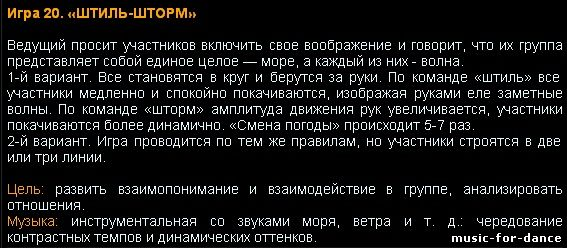 Игра 20. «ШТИЛЬ-ШТОРМ»
Ведущий просит участников включить свое воображение и говорит, что их группа
представляет собой единое целое — море, а каждый из них - волна.
1-й вариант. Все становятся в круг и берутся за руки. По команде «штиль» все
участники медленно и спокойно покачиваются, изображая руками еле заметные
волны. По команде «шторм» амплитуда движения рук увеличивается, участники
покачиваются более динамично. «Смена погоды» происходит 5-7 раз.
2-й вариант. Игра проводится по тем же правилам, но участники строятся в две
или три линии.
Цель: развить взаимопонимание и взаимодействие в группе, анализировать
отношения.
Музыка: инструментальная со звуками моря, ветра и т. д.: чередование
контрастных темпов и динамических оттенков.
music-for-dance